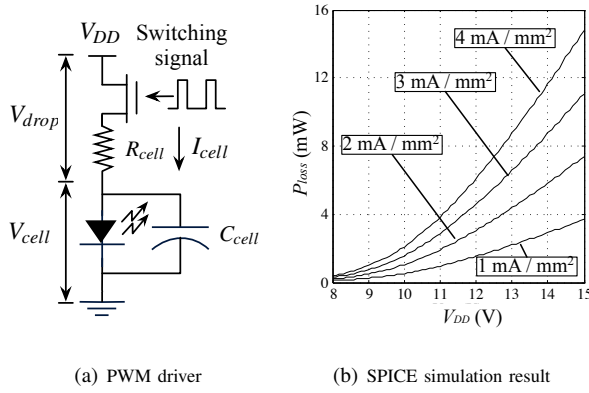 V_DD
Switching signal
V_drop
R_cell
I_cell
V_cell
C_cell
(a) PWM driver
16
12
8
4
0
P_loss (mW)
4 mA / mm²
3 mA / mm²
2 mA / mm²
1 mA / mm²
8 9 10 11 12 13 14 15
V_DD (V)
(b) SPICE simulation result